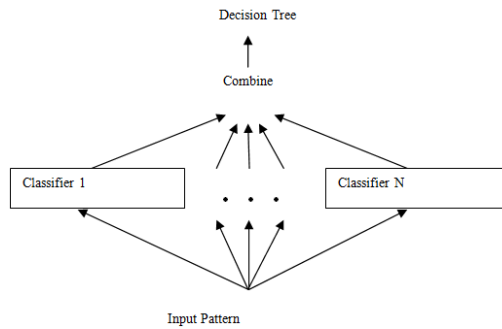 Decision Tree
Combine
Classifier 1
. . .
Classifier N
Input Pattern